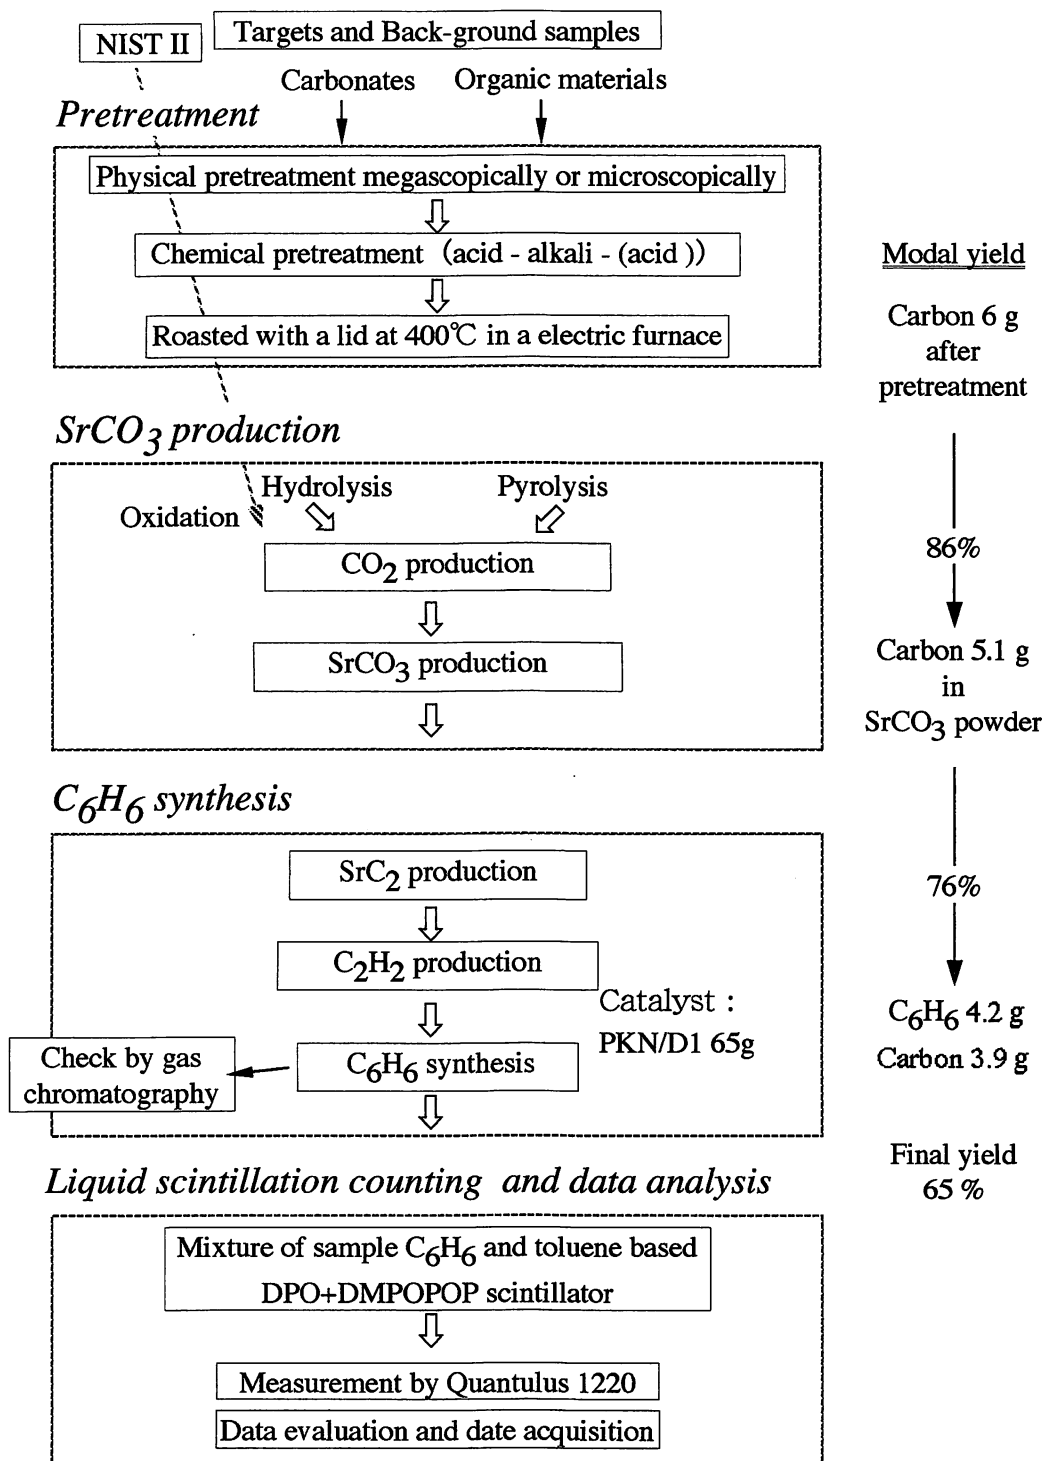 NIST II
Targets and Back-ground samples
Carbonates
Organic materials
Pretreatment
Physical pretreatment megascopically or microscopically
Chemical pretreatment (acid - alkali - (acid ))
Roasted with a lid at 400℃ in a electric furnace
SrCO3 production
Hydrolysis
Pyrolysis
Oxidation
CO2 production
SrCO3 production
C6H6 synthesis
SrC2 production
C2H2 production
Catalyst :
PKN/D1 65g
C6H6 synthesis
Check by gas
chromatography
Liquid scintillation counting and data analysis
Mixture of sample C6H6 and toluene based
DPO+DMPOPOP scintillator
Measurement by Quantulus 1220
Data evaluation and date acquisition
Modal yield
Carbon 6 g
after
pretreatment
86%
Carbon 5.1 g
in
SrCO3 powder
76%
C6H6 4.2 g
Carbon 3.9 g
Final yield
65 %